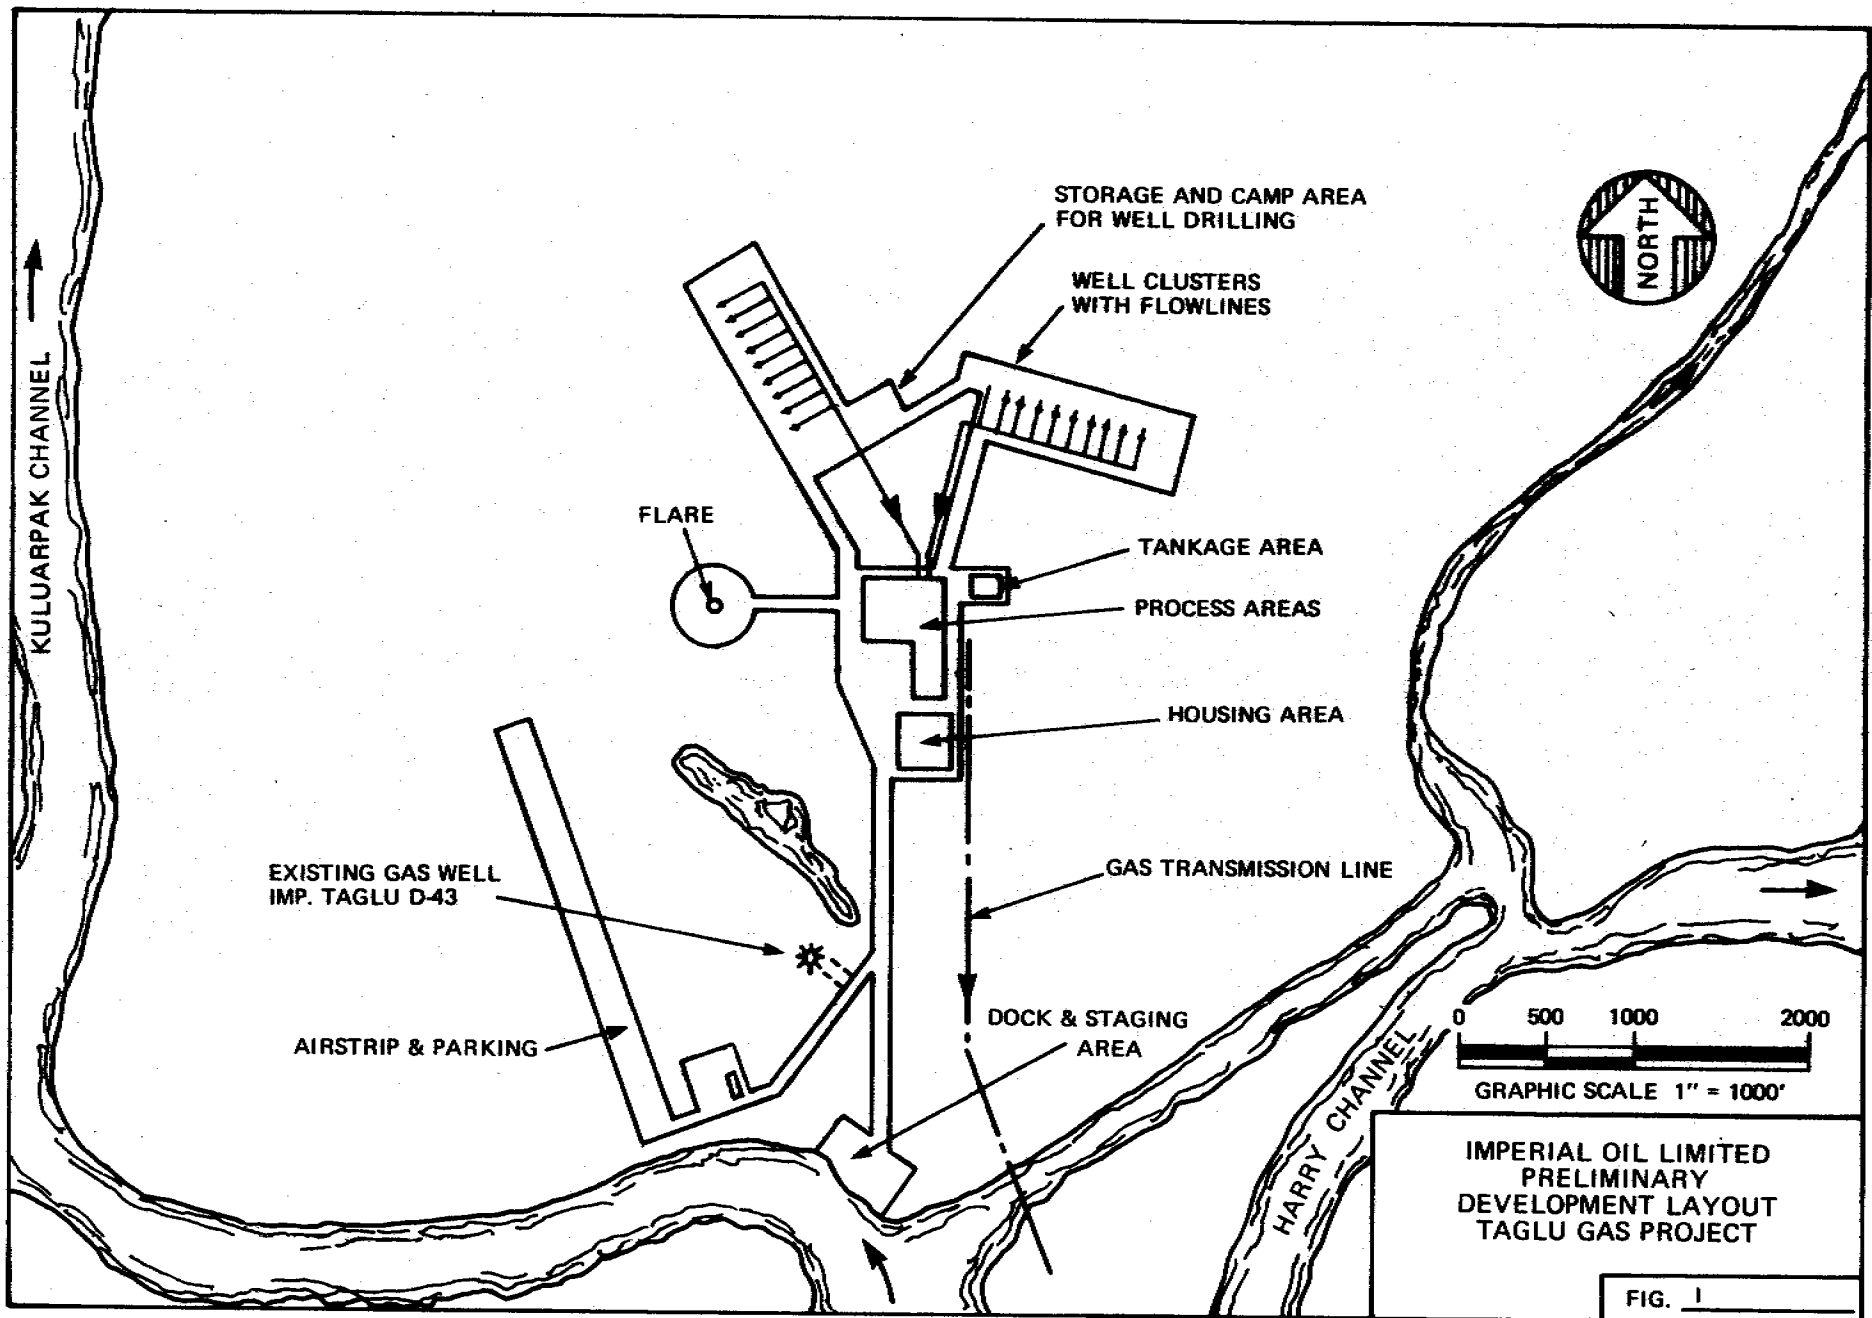 STORAGE AND CAMP AREA
FOR WELL DRILLING
NORTH
WELL CLUSTERS
WITH FLOWLINES
KULUARPAK CHANNEL
FLARE
TANKAGE AREA
PROCESS AREAS
HOUSING AREA
EXISTING GAS WELL
IMP. TAGLU D-43
GAS TRANSMISSION LINE
AIRSTRIP & PARKING
DOCK & STAGING
AREA
HARRY CHANNEL
0 500 1000 2000
GRAPHIC SCALE 1" = 1000'
IMPERIAL OIL LIMITED
PRELIMINARY
DEVELOPMENT LAYOUT
TAGLU GAS PROJECT
FIG. 1